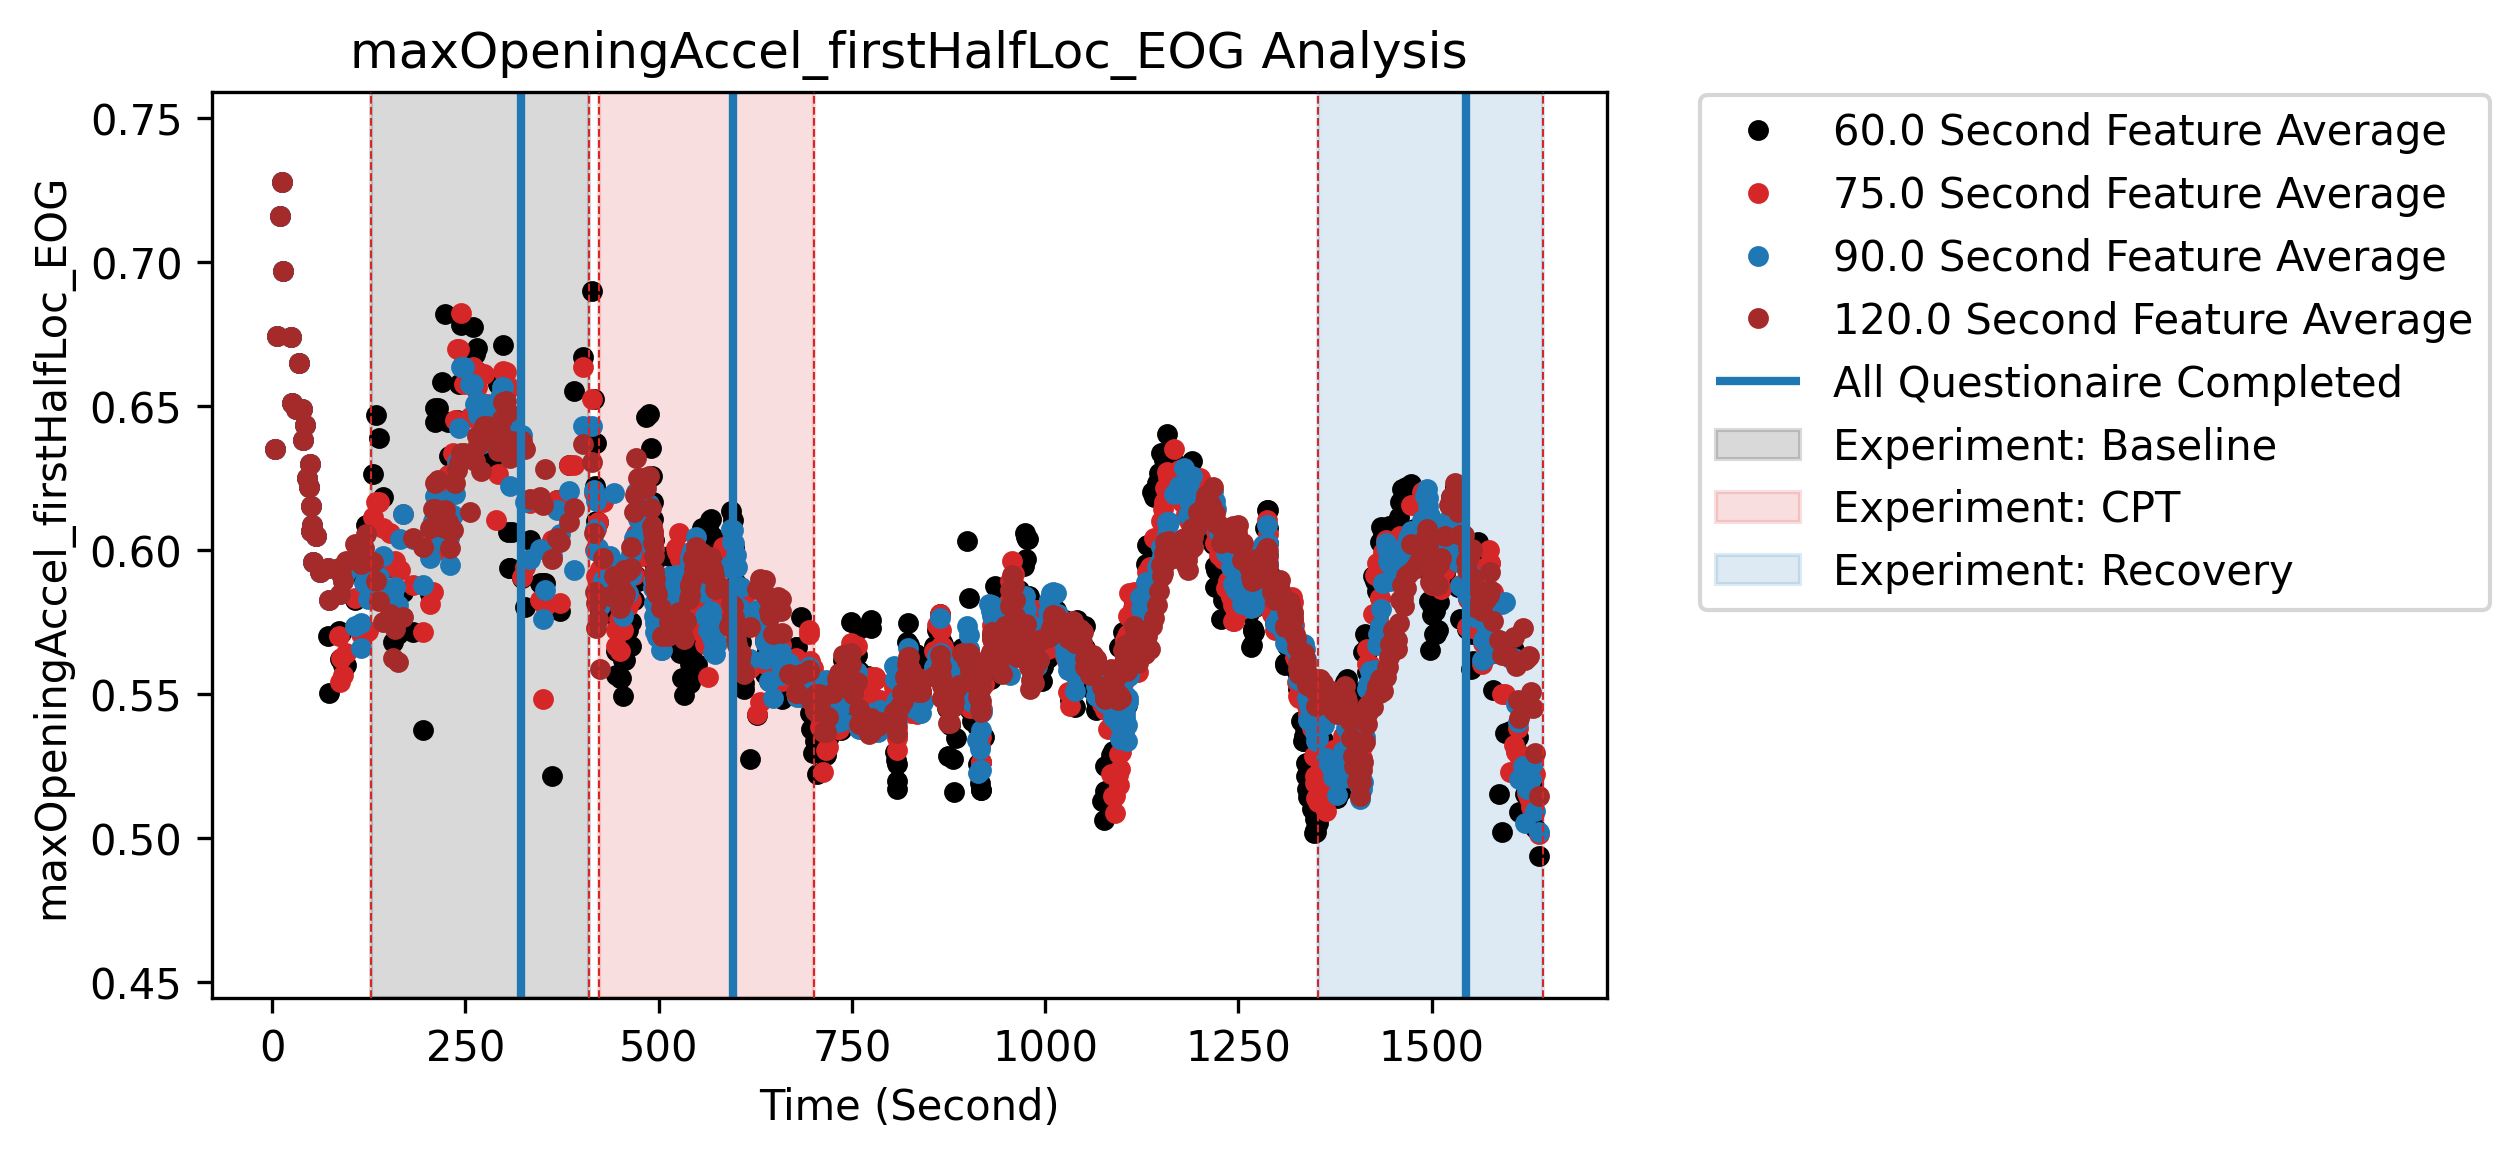 maxOpeningAccel_firstHalfLoc_EOG Analysis
maxOpeningAccel_firstHalfLoc_EOG
0.75
0.70
0.65
0.60
0.55
0.50
0.45
0
250
500
750
1000
1250
1500
Time (Second)
60.0 Second Feature Average
75.0 Second Feature Average
90.0 Second Feature Average
120.0 Second Feature Average
All Questionaire Completed
Experiment: Baseline
Experiment: CPT
Experiment: Recovery